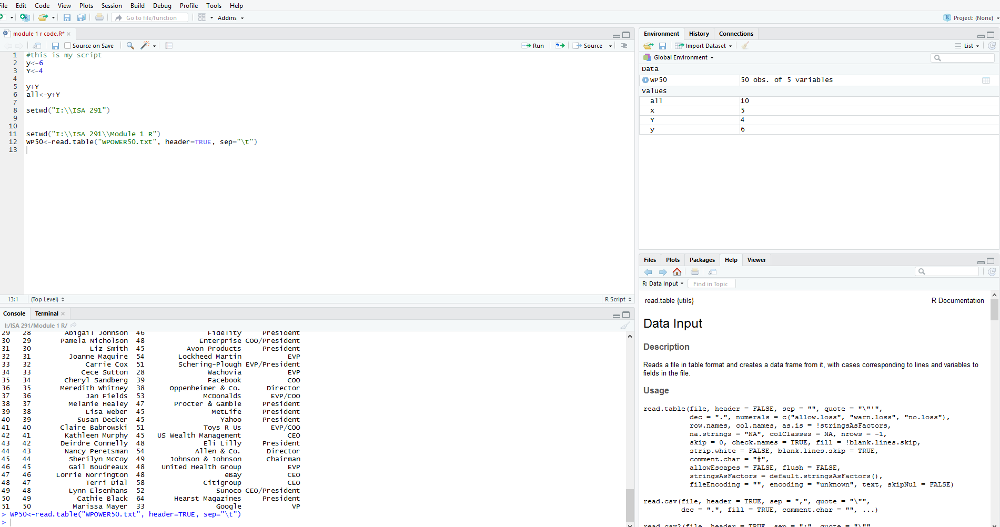 ile Edit Code View Plots Session Build Debug Profile Tools Help
Go to file/function Addins Project: (None)
module 1 r code.R*
Source on Save Run Source
1 #this is my script
2 y<-6
3 Y<-4
4
5 y+Y
6 all<-y+Y
7
8 setwd("I:\\ISA 291")
9
10
11 setwd("I:\\ISA 291\\Module 1 R")
12 WP50<-read.table("WPOWER50.txt", header=TRUE, sep="\t")
13
13:1 (Top Level) R Script
Console Terminal
I:/ISA 291/Module 1 R/
29 28 Abigail Johnson 46 Fidelity President
30 29 Pamela Nicholson 48 Enterprise COO/President
31 30 Liz Smith 45 Avon Products President
32 31 Joanne Maguire 54 Lockheed Martin EVP
33 32 Carrie Cox 51 Schering-Plough EVP/President
34 33 Cece Sutton 28 Wachovia EVP
35 34 Cheryl Sandberg 39 Facebook COO
36 35 Meredith Whitney 38 Oppenheimer & Co. Director
37 36 Jan Fields 53 McDonalds EVP/COO
38 37 Melanie Healey 47 Procter & Gamble President
39 38 Lisa Weber 45 MetLife President
40 39 Susan Decker 45 Yahoo President
41 40 Claire Babrowski 51 Toys R Us EVP/COO
42 41 Kathleen Murphy 45 US Wealth Management CEO
43 42 Deirdre Connelly 48 Eli Lilly President
44 43 Nancy Peretsman 54 Allen & Co. Director
45 44 Sherilyn McCoy 49 Johnson & Johnson Chairman
46 45 Gail Boudreaux 48 United Health Group EVP
47 46 Lorrie Norrington 48 eBay CEO
48 47 Terri Dial 58 Citigroup CEO
49 48 Lynn Elsenhans 52 Sunoco CEO/President
50 49 Cathie Black 64 Hearst Magazines President
51 50 Marissa Mayer 33 Google VP
> WP50<-read.table("WPOWER50.txt", header=TRUE, sep="\t")
>
Environment History Connections
Import Dataset List
Global Environment
Data
WP50 50 obs. of 5 variables
Values
all 10
x 5
Y 4
y 6
Files Plots Packages Help Viewer
R: Data Input Find in Topic
read.table {utils} R Documentation
Data Input
Description
Reads a file in table format and creates a data frame from it, with cases corresponding to lines and variables to
fields in the file.
Usage
read.table(file, header = FALSE, sep = "", quote = "\"'",
dec = ".", numerals = c("allow.loss", "warn.loss", "no.loss"),
row.names, col.names, as.is = !stringsAsFactors,
na.strings = "NA", colClasses = NA, nrows = -1,
skip = 0, check.names = TRUE, fill = !blank.lines.skip,
strip.white = FALSE, blank.lines.skip = TRUE,
comment.char = "#",
allowEscapes = FALSE, flush = FALSE,
stringsAsFactors = default.stringsAsFactors(),
fileEncoding = "", encoding = "unknown", text, skipNul = FALSE)
read.csv(file, header = TRUE, sep = ",", quote = "\"",
dec = ".", fill = TRUE, comment.char = "", ...)
read.csv2(file, header = TRUE, sep = ";", quote = "\"",